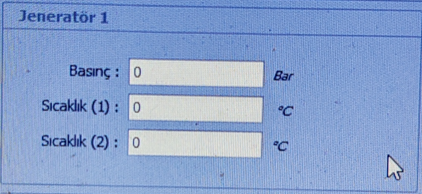 Jeneratör 1
Basınç : 0 Bar
Sıcaklık (1) : 0 °C
Sıcaklık (2) : 0 °C